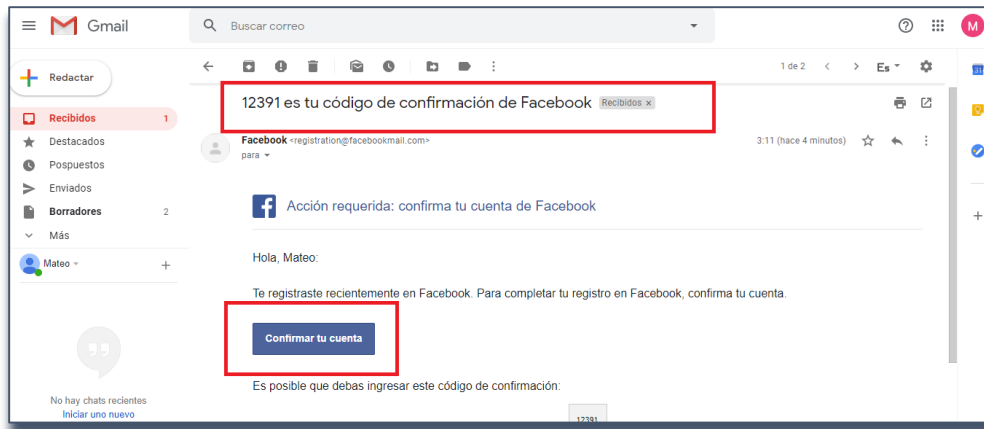 Gmail
Buscar correo
M
Redactar
1 de 2
Es
31
12391 es tu código de confirmación de Facebook Recibidos x
Recibidos 1
Destacados
Facebook <registration@facebookmail.com> 3:11 (hace 4 minutos)
para
Pospuestos
Enviados
Borradores 2
Más
Mateo
f Acción requerida: confirma tu cuenta de Facebook
Hola, Mateo:
Te registraste recientemente en Facebook. Para completar tu registro en Facebook, confirma tu cuenta.
Confirmar tu cuenta
Es posible que debas ingresar este código de confirmación:
12391
No hay chats recientes
Iniciar uno nuevo